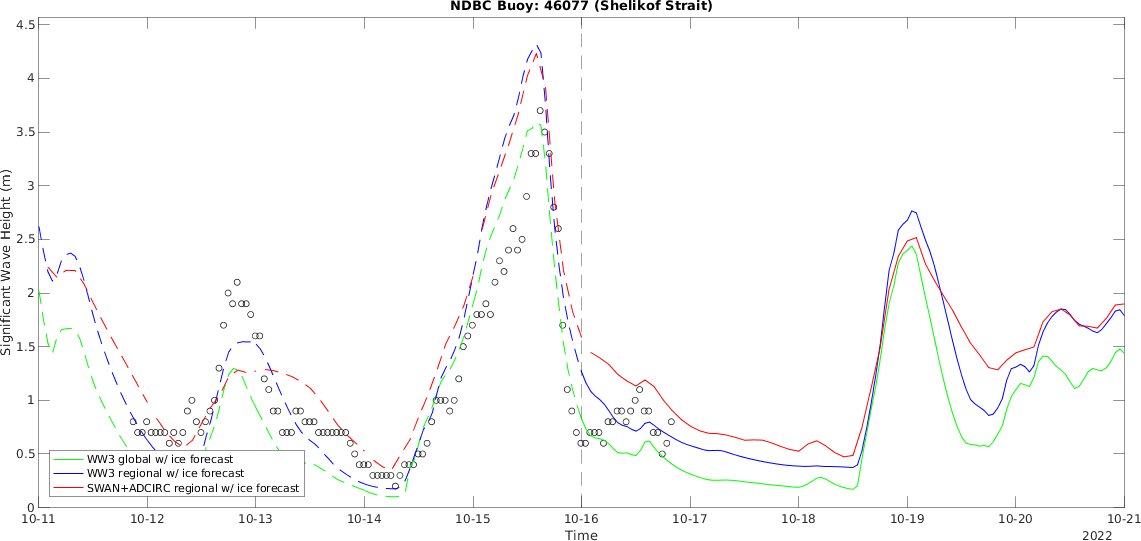 NDBC Buoy: 46077 (Shelikof Strait)
4.5
4
3.5
3
2.5
2
1.5
1
0.5
0
Significant Wave Height (m)
WW3 global w/ ice forecast
WW3 regional w/ ice forecast
SWAN+ADCIRC regional w/ ice forecast
10-11 10-12 10-13 10-14 10-15 10-16 10-17 10-18 10-19 10-20 10-21
Time
2022